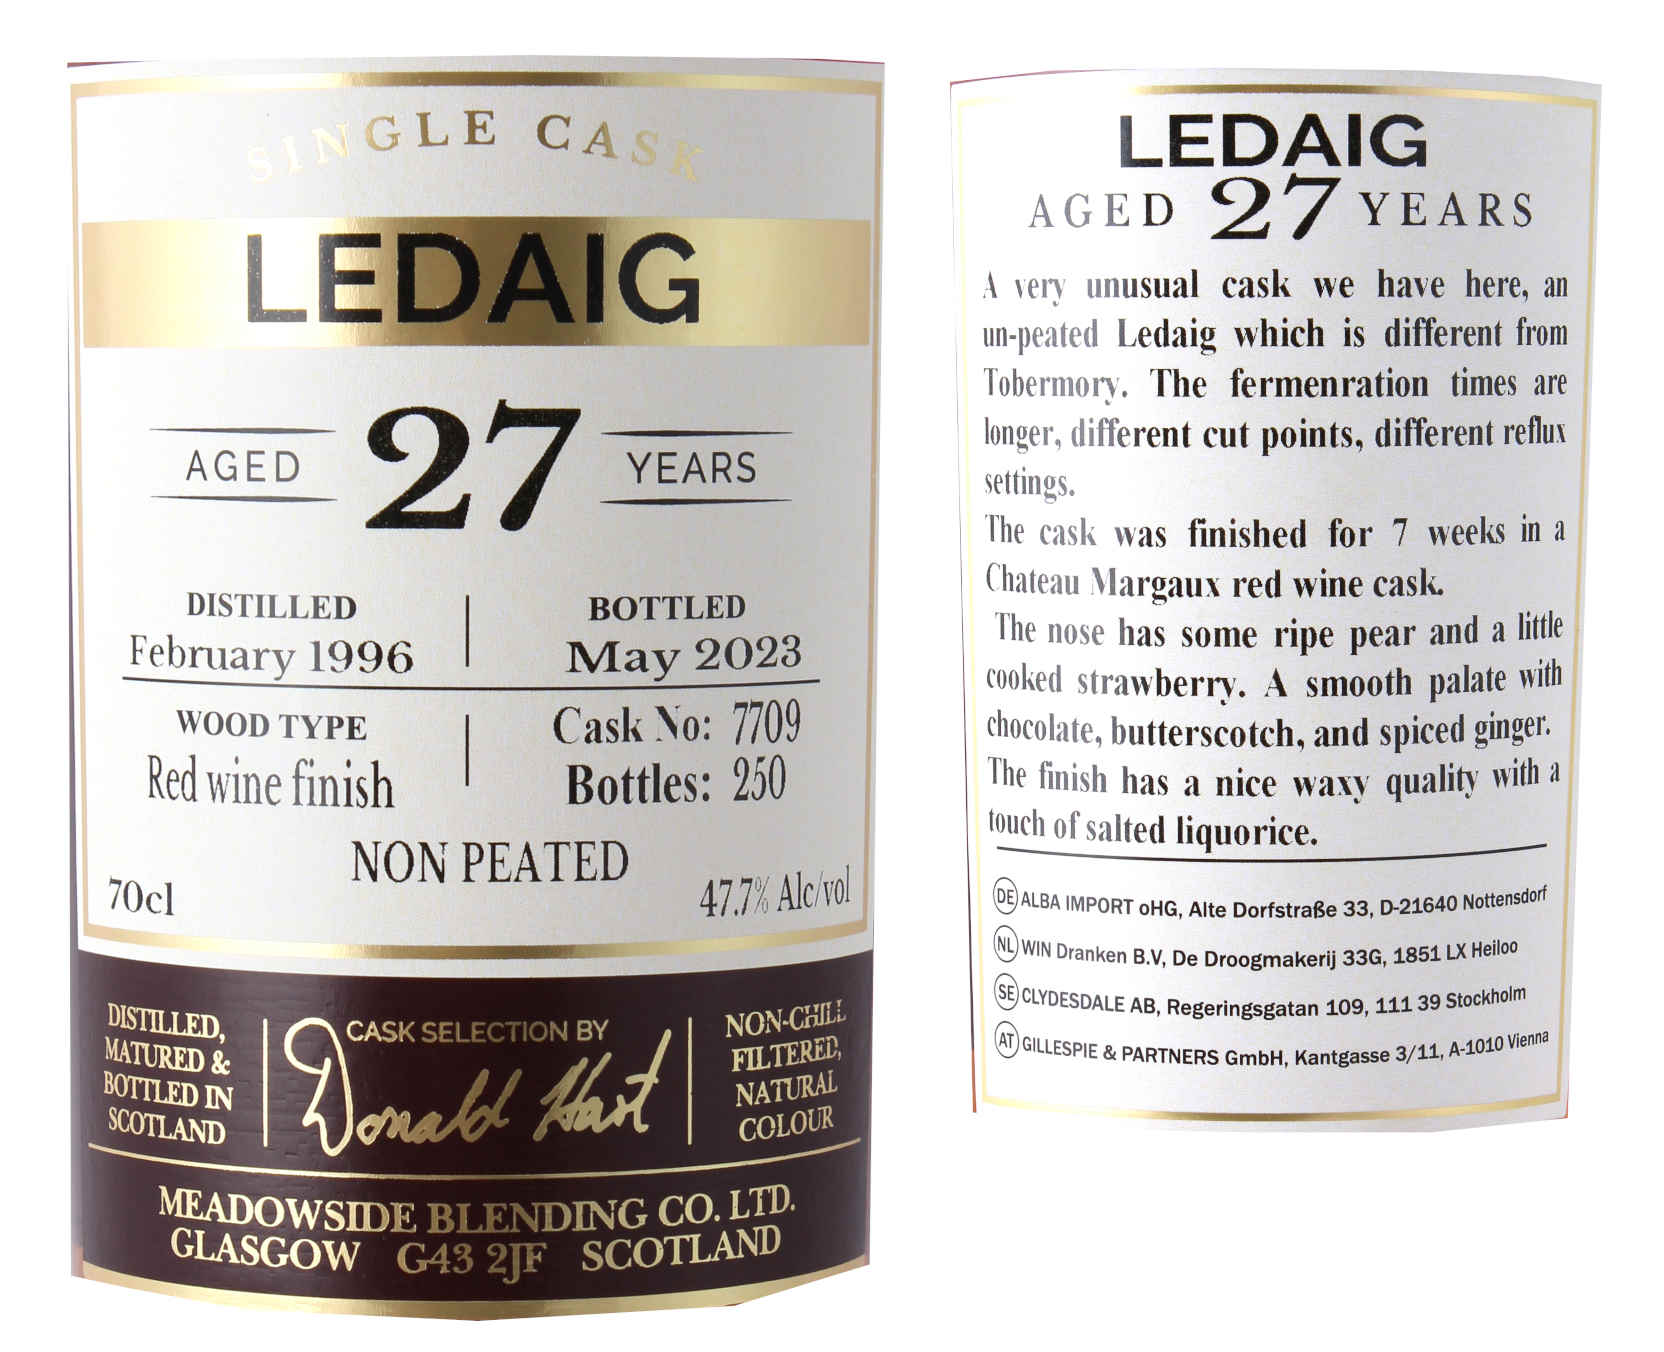 SINGLE CASK
LEDAIG
AGED 27 YEARS
DISTILLED
February 1996
BOTTLED
May 2023
WOOD TYPE
Red wine finish
Cask No: 7709
Bottles: 250
NON PEATED
70cl
47.7% Alc/vol
DISTILLED,
MATURED &
BOTTLED IN
SCOTLAND
CASK SELECTION BY
Donald Hart
NON-CHILL
FILTERED,
NATURAL
COLOUR
MEADOWSIDE BLENDING CO. LTD.
GLASGOW G43 2JF SCOTLAND
LEDAIG
AGED 27 YEARS
A very unusual cask we have here, an
un-peated Ledaig which is different from
Tobermory. The fermenration times are
longer, different cut points, different reflux
settings.
The cask was finished for 7 weeks in a
Chateau Margaux red wine cask.
The nose has some ripe pear and a little
cooked strawberry. A smooth palate with
chocolate, butterscotch, and spiced ginger.
The finish has a nice waxy quality with a
touch of salted liquorice.
DE ALBA IMPORT oHG, Alte Dorfstraße 33, D-21640 Nottensdorf
NL WIN Dranken B.V, De Droogmakerij 33G, 1851 LX Heiloo
SE CLYDESDALE AB, Regeringsgatan 109, 111 39 Stockholm
AT GILLESPIE & PARTNERS GmbH, Kantgasse 3/11, A-1010 Vienna